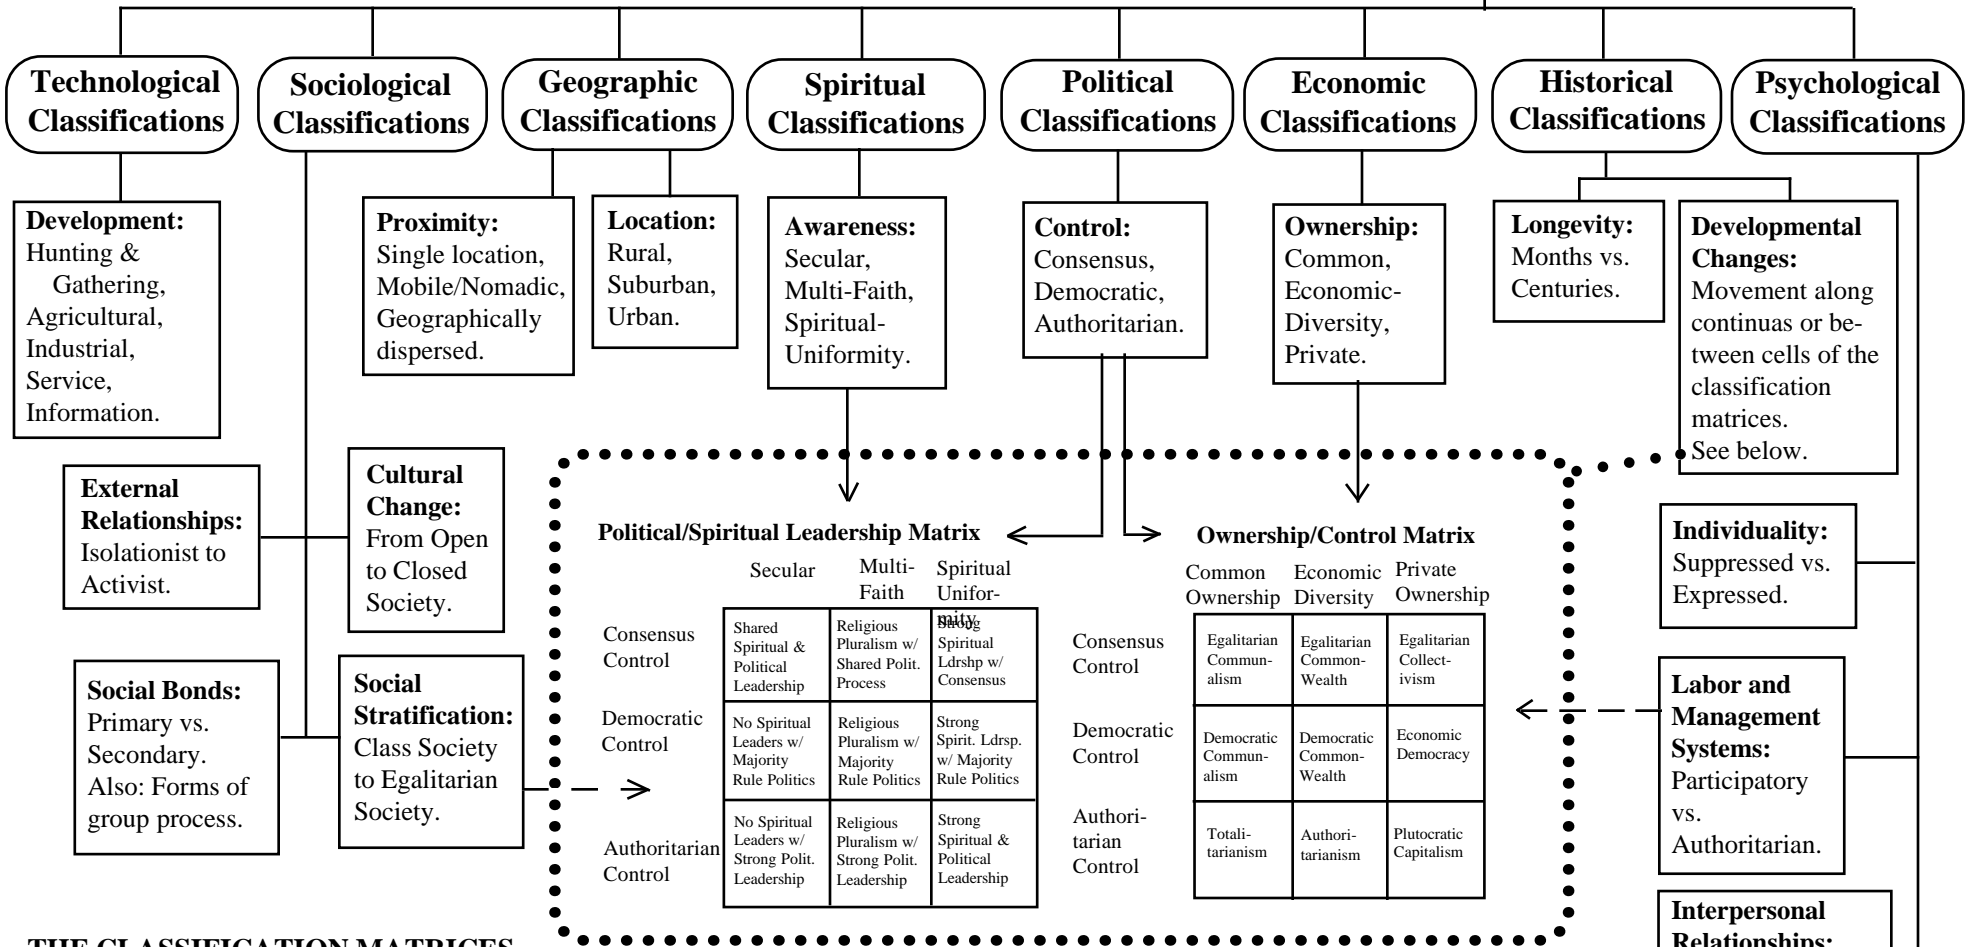 Technological
Classifications
Sociological
Classifications
Geographic
Classifications
Spiritual
Classifications
Political
Classifications
Economic
Classifications
Historical
Classifications
Psychological
Classifications
Development:
Hunting &
Gathering,
Agricultural,
Industrial,
Service,
Information.
Proximity:
Single location,
Mobile/Nomadic,
Geographically
dispersed.
Location:
Rural,
Suburban,
Urban.
Awareness:
Secular,
Multi-Faith,
Spiritual-
Uniformity.
Control:
Consensus,
Democratic,
Authoritarian.
Ownership:
Common,
Economic-
Diversity,
Private.
Longevity:
Months vs.
Centuries.
Developmental
Changes:
Movement along
continuas or be-
tween cells of the
classification
matrices.
See below.
External
Relationships:
Isolationist to
Activist.
Cultural
Change:
From Open
to Closed
Society.
Social Bonds:
Primary vs.
Secondary.
Also: Forms of
group process.
Social
Stratification:
Class Society
to Egalitarian
Society.
Political/Spiritual Leadership Matrix
Secular
Multi-
Faith
Spiritual
Unifor-
mity
Consensus
Control
Shared
Spiritual &
Political
Leadership
Religious
Pluralism w/
Shared Polit.
Process
Strong
Spiritual
Ldrshp w/
Consensus
Democratic
Control
No Spiritual
Leaders w/
Majority
Rule Politics
Religious
Pluralism w/
Majority
Rule Politics
Strong
Spirit. Ldrsp.
w/ Majority
Rule Politics
Authoritarian
Control
No Spiritual
Leaders w/
Strong Polit.
Leadership
Religious
Pluralism w/
Strong Polit.
Leadership
Strong
Spiritual &
Political
Leadership
Ownership/Control Matrix
Common
Ownership
Economic
Diversity
Private
Ownership
Consensus
Control
Egalitarian
Commun-
alism
Egalitarian
Common-
Wealth
Egalitarian
Collect-
ivism
Democratic
Control
Democratic
Commun-
alism
Democratic
Common-
Wealth
Economic
Democracy
Authori-
tarian
Control
Totali-
tarianism
Authori-
tarianism
Plutocratic
Capitalism
Individuality:
Suppressed vs.
Expressed.
Labor and
Management
Systems:
Participatory
vs.
Authoritarian.
Interpersonal
Relationships:
THE CLASSIFICATION MATRICES